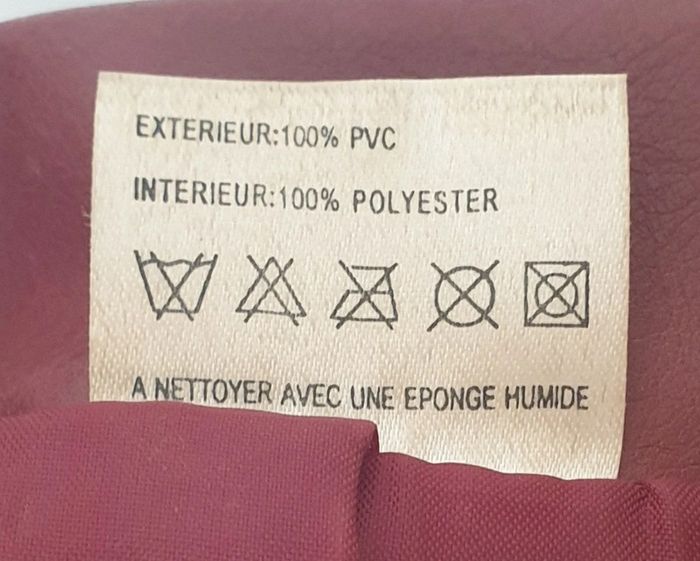 EXTERIEUR:100% PVC
INTERIEUR:100% POLYESTER
A NETTOYER AVEC UNE EPONGE HUMIDE